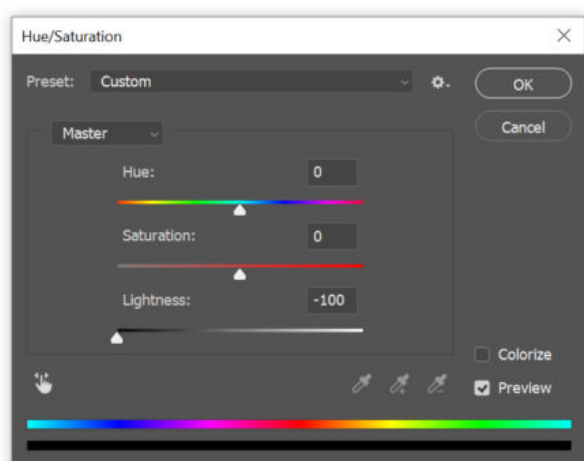 Hue/Saturation
Preset: Custom
OK
Cancel
Master
Hue: 0
Saturation: 0
Lightness: -100
Colorize
Preview